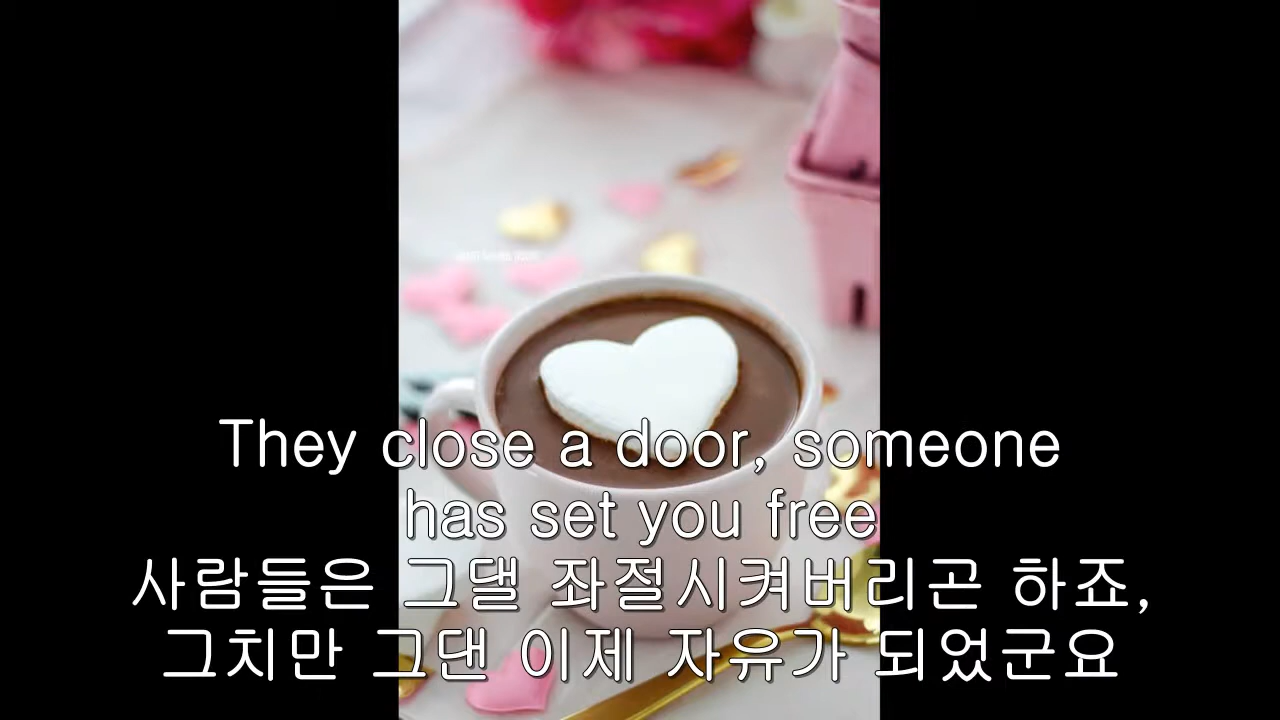 They close a door, someone
has set you free
사람들은 그댈 좌절시켜버리곤 하죠,
그치만 그댄 이제 자유가 되었군요